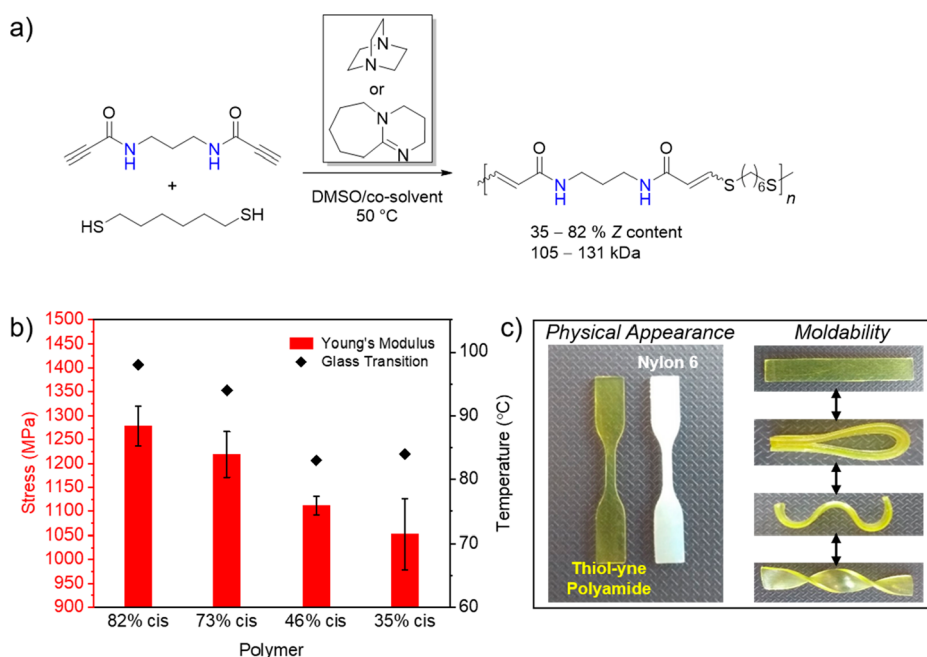 a)
N
N
or
N
N
O
N
H
N
H
O
+
HS
SH
DMSO/co-solvent
50 °C
O
N
H
N
H
O
S
6
S
n
35 – 82 % Z content
105 – 131 kDa
b)
Stress (MPa)
1500
1450
1400
1350
1300
1250
1200
1150
1100
1050
1000
950
900
Young's Modulus
Glass Transition
100
90
80
70
60
Temperature (°C)
82% cis
73% cis
46% cis
35% cis
Polymer
c)
Physical Appearance
Nylon 6
Thiol-yne
Polyamide
Moldability